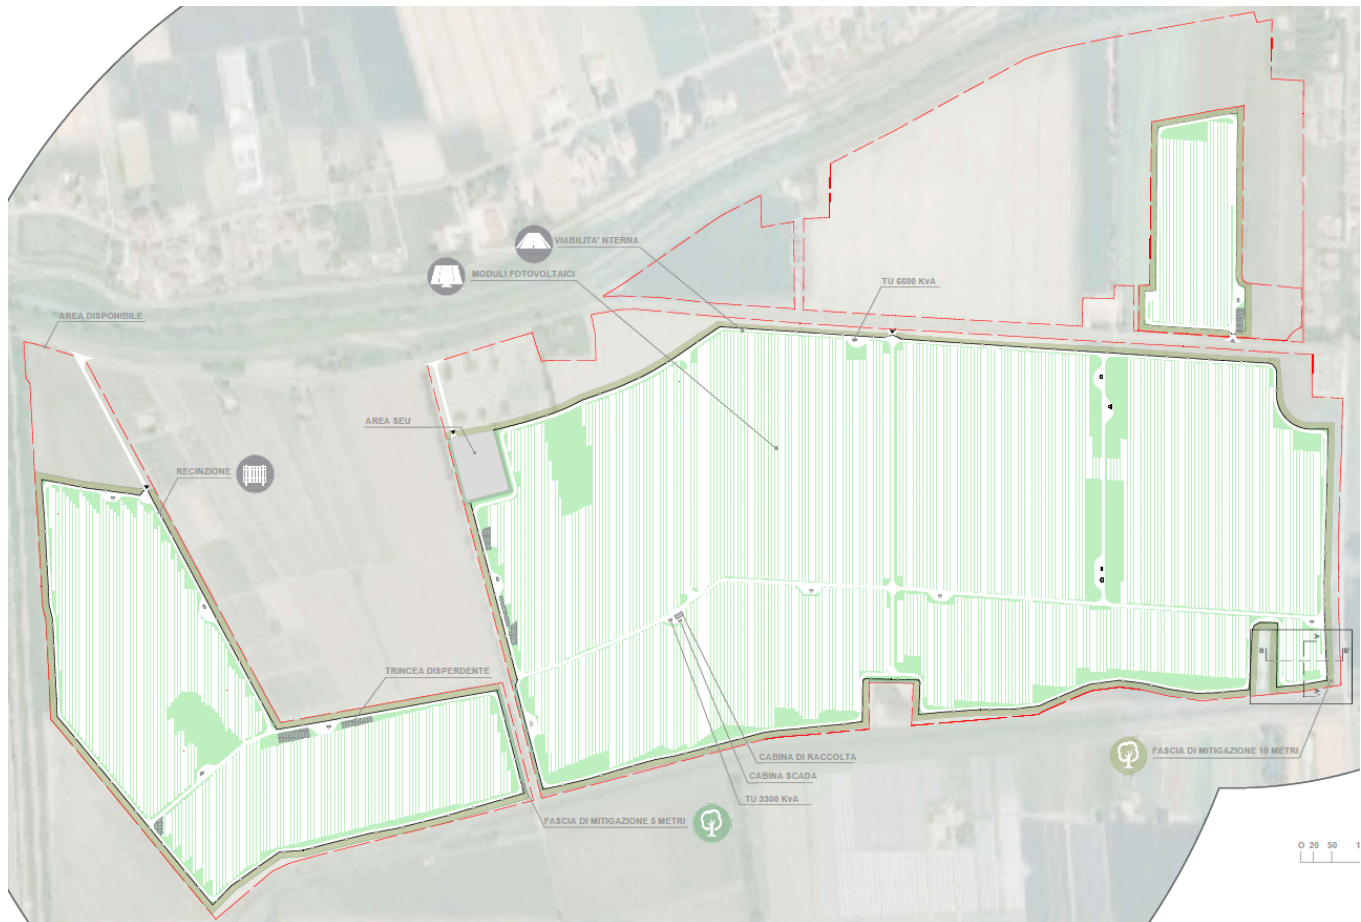 VIABILITA' NTERNA
MODULI FOTOVOLTAICI
TU 6600 KvA
AREA DISPONIBILE
AREA SEU
RECINZIONE
A
B
B'
TRINCEA DISPERDENTE
A'
FASCIA DI MITIGAZIONE 10 METRI
CABINA DI RACCOLTA
CABINA SCADA
TU 3300 KvA
FASCIA DI MITIGAZIONE 5 METRI
O 20 50 1